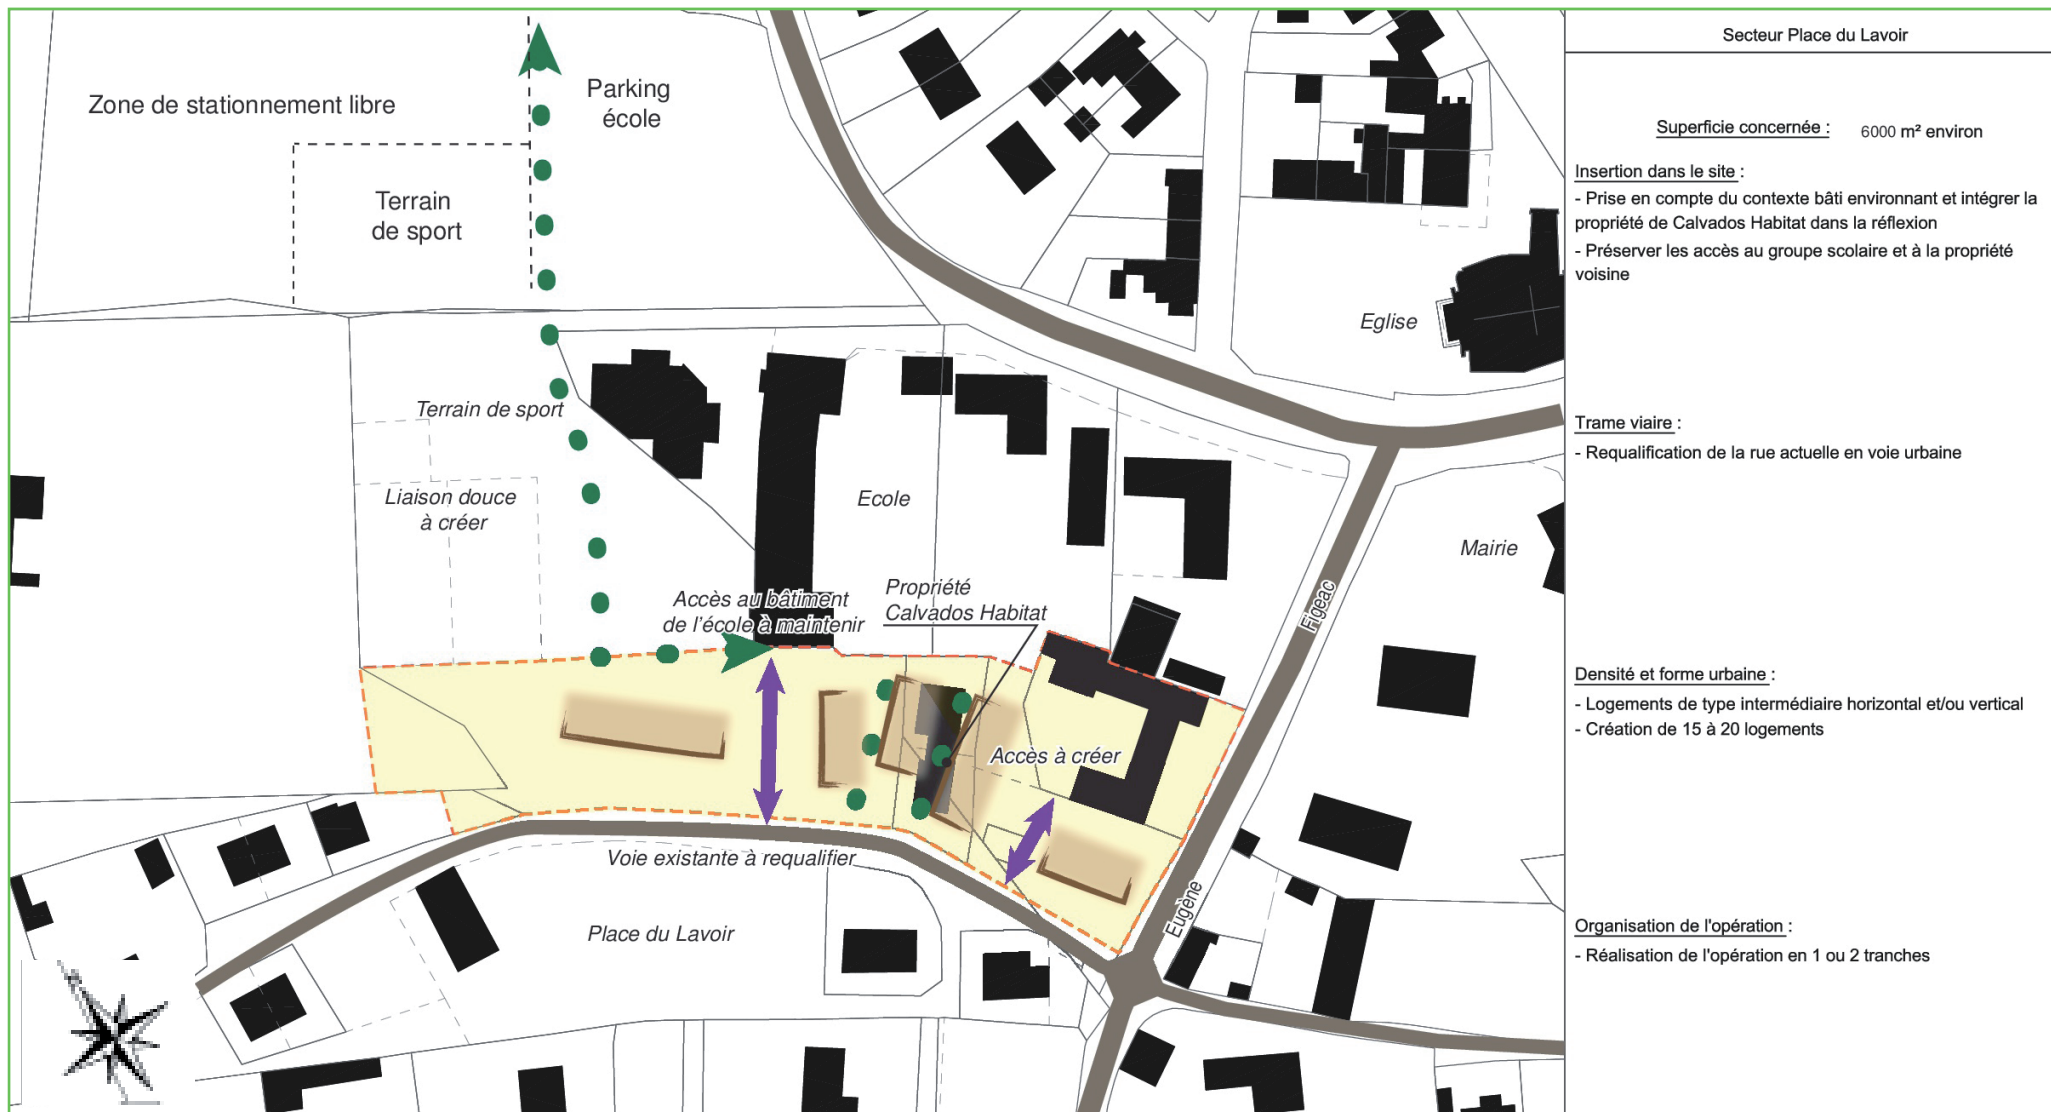 Zone de stationnement libre
Parking
école
Terrain
de sport
Eglise
Terrain de sport
Liaison douce
à créer
Ecole
Mairie
Accès au bâtiment
de l'école à maintenir
Propriété
Calvados Habitat
Figeac
Accès à créer
Voie existante à requalifier
Eugène
Place du Lavoir
Secteur Place du Lavoir
Superficie concernée : 6000 m² environ
Insertion dans le site :
- Prise en compte du contexte bâti environnant et intégrer la
propriété de Calvados Habitat dans la réflexion
- Préserver les accès au groupe scolaire et à la propriété
voisine
Trame viaire :
- Requalification de la rue actuelle en voie urbaine
Densité et forme urbaine :
- Logements de type intermédiaire horizontal et/ou vertical
- Création de 15 à 20 logements
Organisation de l'opération :
- Réalisation de l'opération en 1 ou 2 tranches